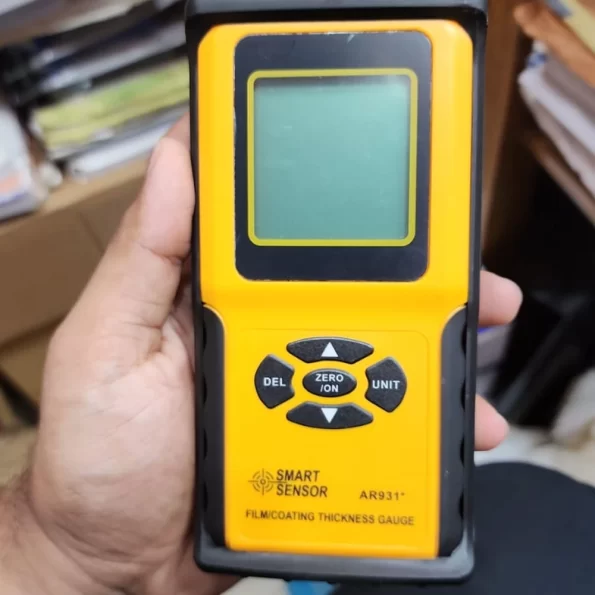 DEL
ZERO
/ON
UNIT
SMART
SENSOR
AR931+
FILM/COATING THICKNESS GAUGE